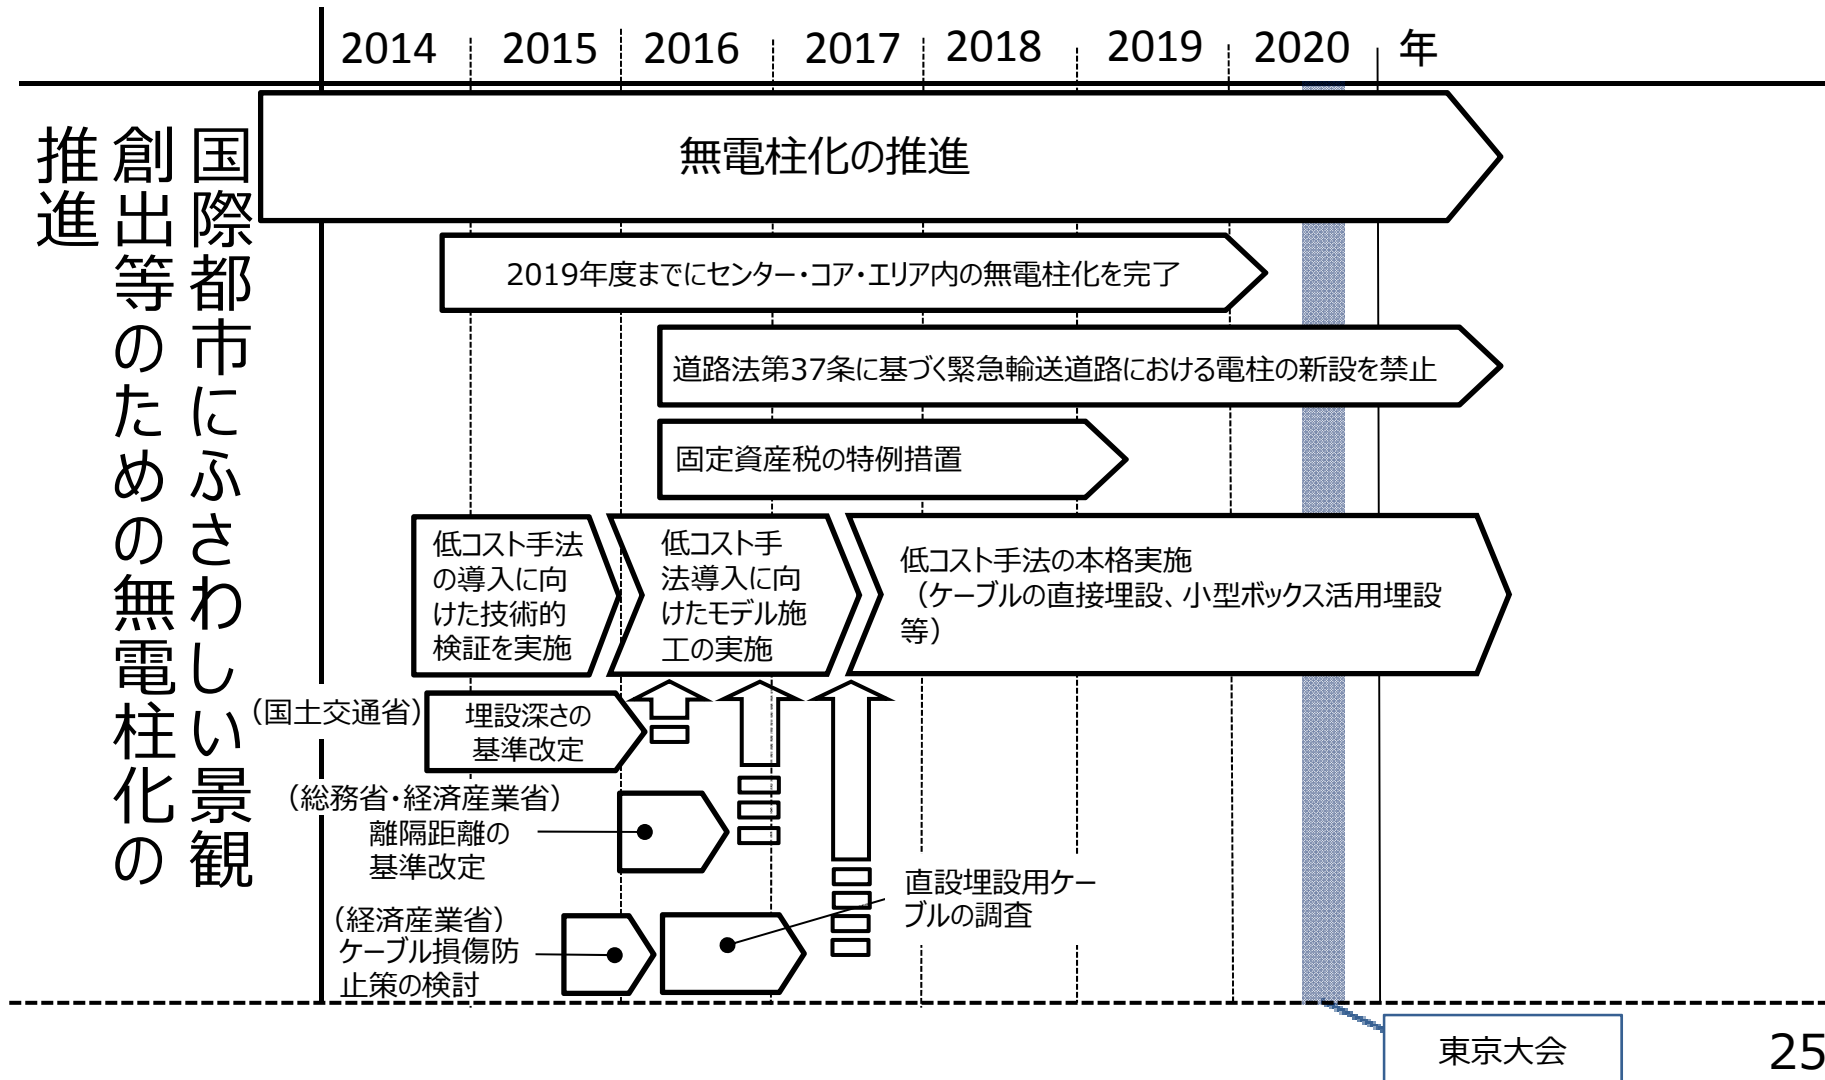 2014 2015 2016 2017 2018 2019 2020 年
国際都市にふさわしい景観
創出等のための無電柱化の
推進
無電柱化の推進
2019年度までにセンター・コア・エリア内の無電柱化を完了
道路法第37条に基づく緊急輸送道路における電柱の新設を禁止
固定資産税の特例措置
低コスト手法
の導入に向
けた技術的
検証を実施
低コスト手
法導入に向
けたモデル施
工の実施
低コスト手法の本格実施
（ケーブルの直接埋設、小型ボックス活用埋設
等）
（国土交通省）
埋設深さの
基準改定
（総務省・経済産業省）
離隔距離の
基準改定
（経済産業省）
ケーブル損傷防
止策の検討
直設埋設用ケー
ブルの調査
東京大会
25